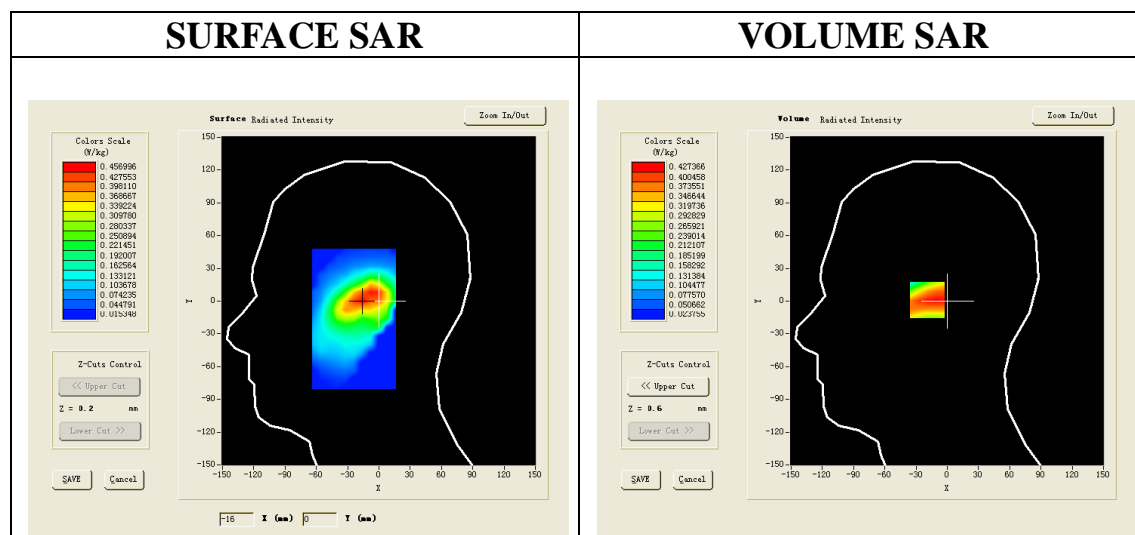 SURFACE SAR
VOLUME SAR
Surface Radiated Intensity
Zoom In/Out
Colors Scale
(W/kg)
0.456996
0.427553
0.398110
0.368667
0.339224
0.309780
0.280337
0.250894
0.221451
0.192007
0.162564
0.133121
0.103678
0.074235
0.044791
0.015348
Z-Cuts Control
<< Upper Cut
Z = 0.2 mm
Lower Cut >>
SAVE
Cancel
150
120
90
60
30
0
-30
-60
-90
-120
-150
Y
-150 -120 -90 -60 -30 0 30 60 90 120 150
X
-16 X (mm) 0 Y (mm)
Volume Radiated Intensity
Zoom In/Out
Colors Scale
(W/kg)
0.427366
0.400458
0.373551
0.346644
0.319736
0.292829
0.265921
0.239014
0.212107
0.185199
0.158292
0.131384
0.104477
0.077570
0.050662
0.023755
Z-Cuts Control
<< Upper Cut
Z = 0.6 mm
Lower Cut >>
SAVE
Cancel
150
120
90
60
30
0
-30
-60
-90
-120
-150
Y
-150 -120 -90 -60 -30 0 30 60 90 120 150
X